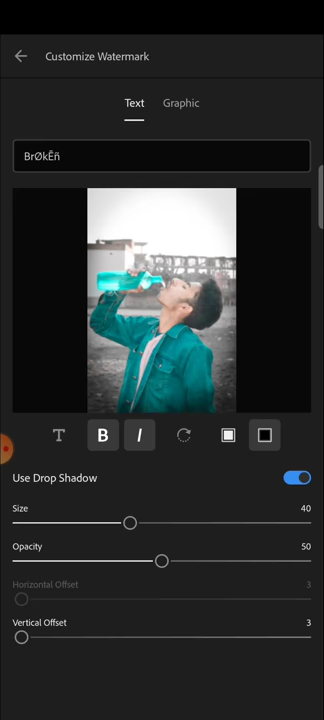 Customize Watermark
Text Graphic
BrØkĒñ
T B I
Use Drop Shadow
Size 40
Opacity 50
Horizontal Offset 3
Vertical Offset 3